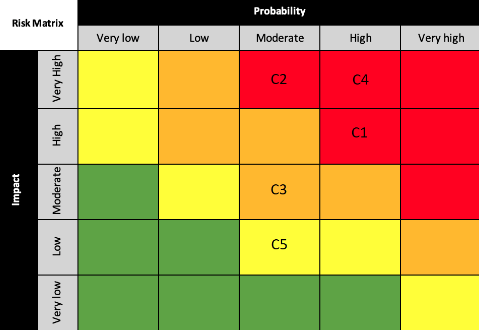 Risk Matrix
Probability
Very low Low Moderate High Very high
Impact
Very High C2 C4
High C1
Moderate C3
Low C5
Very low